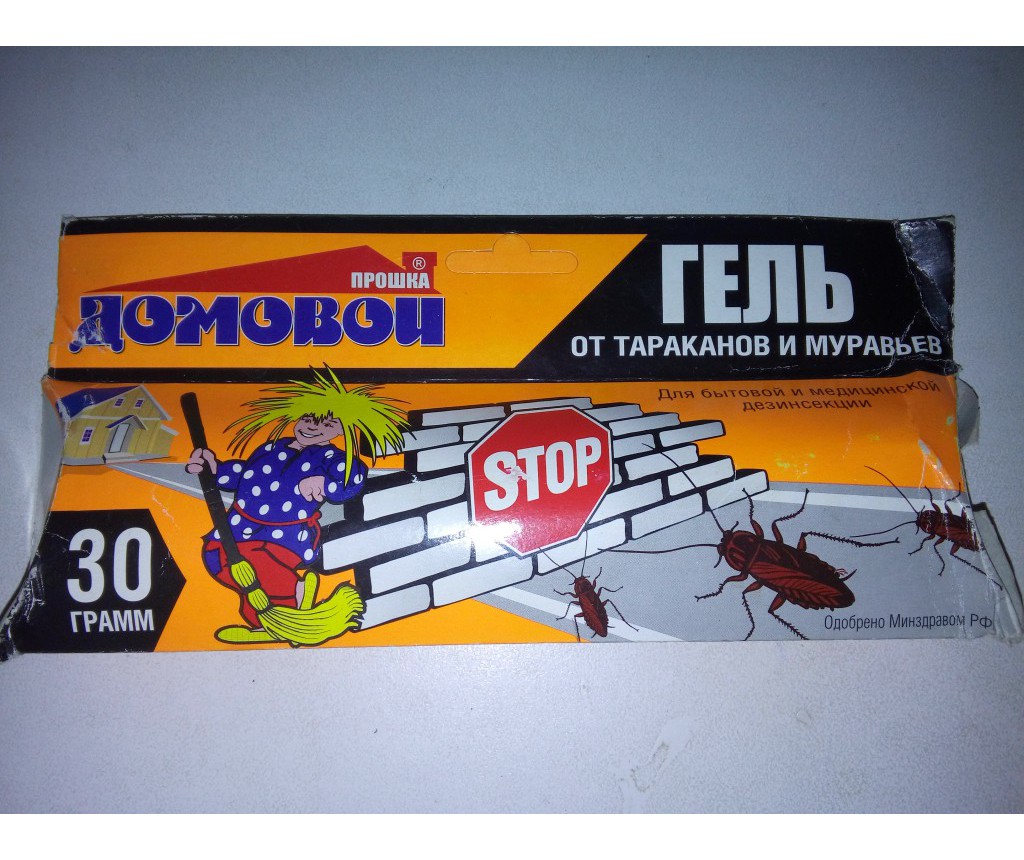 ПРОШКА ®
ДОМОВОЙ
ГЕЛЬ
ОТ ТАРАКАНОВ И МУРАВЬЕВ
Для бытовой и медицинской
дезинсекции
STOP
30
ГРАММ
Одобрено Минздравом РФ